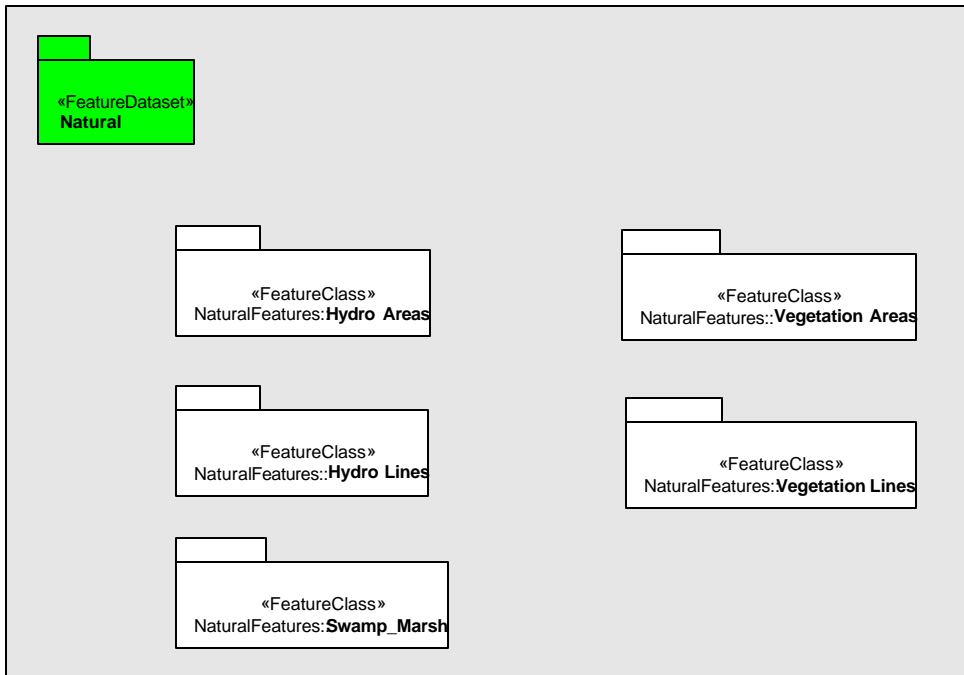 «FeatureDataset»
Natural
«FeatureClass»
NaturalFeatures:Hydro Areas
«FeatureClass»
NaturalFeatures::Vegetation Areas
«FeatureClass»
NaturalFeatures::Hydro Lines
«FeatureClass»
NaturalFeatures::Vegetation Lines
«FeatureClass»
NaturalFeatures::Swamp_Marsh